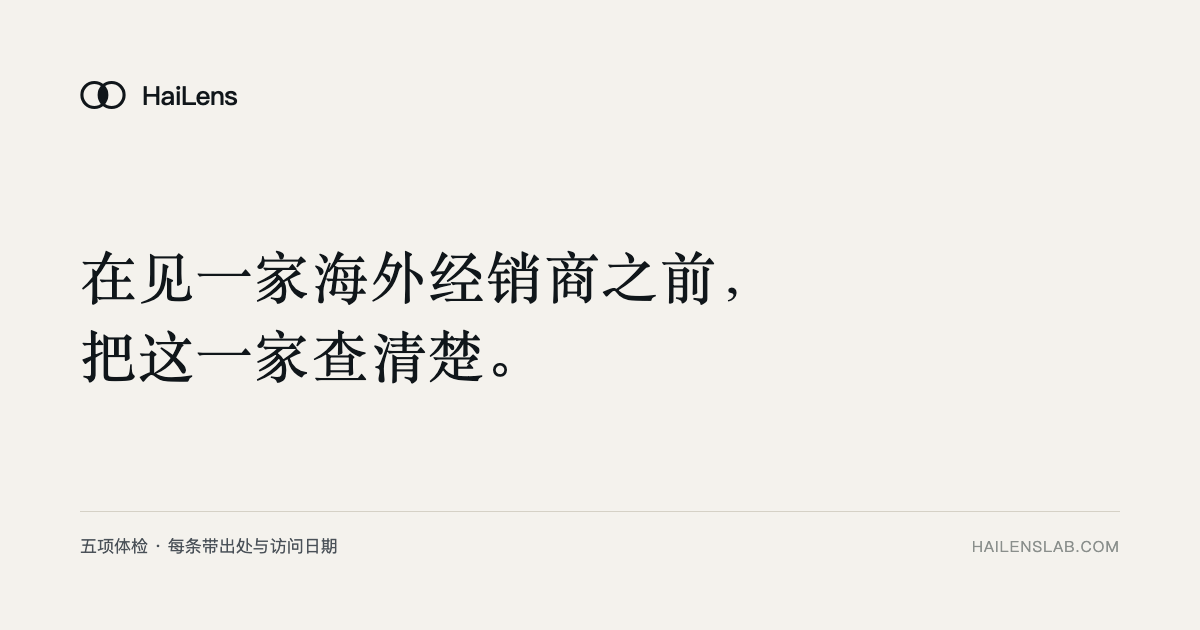 HaiLens
在见一家海外经销商之前，
把这一家查清楚。
五项体检 · 每条带出处与访问日期
HAILENSLAB.COM